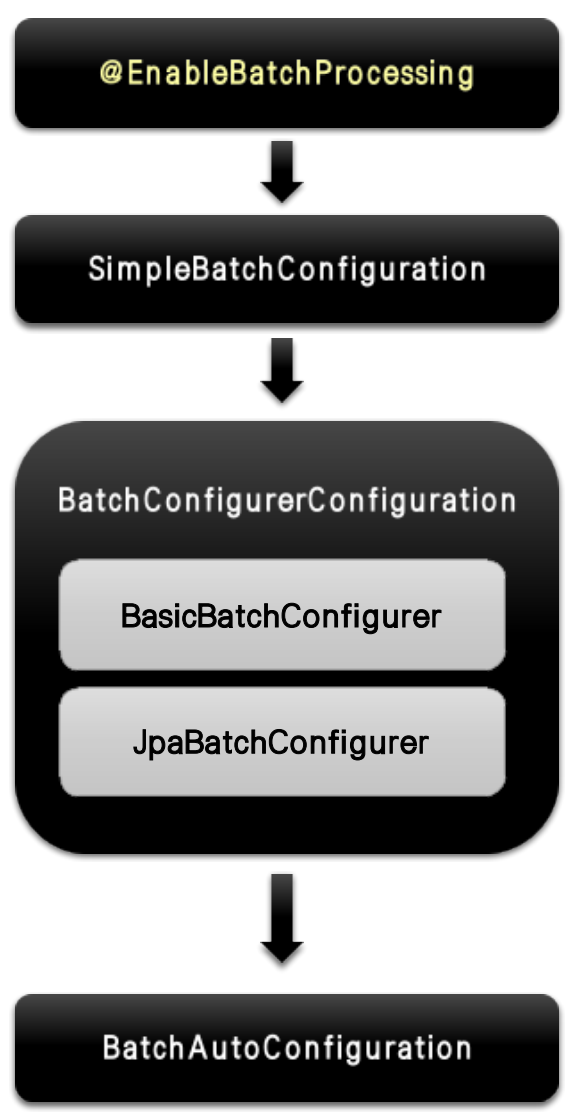 @EnableBatchProcessing
SimpleBatchConfiguration
BatchConfigurerConfiguration
BasicBatchConfigurer
JpaBatchConfigurer
BatchAutoConfiguration